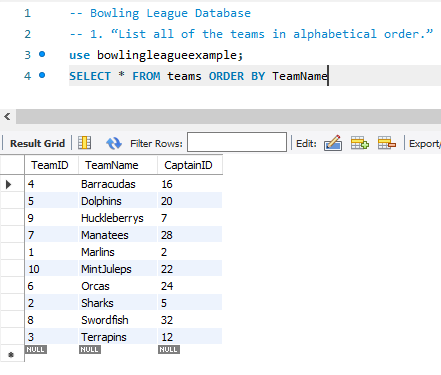 1 -- Bowling League Database
2 -- 1. “List all of the teams in alphabetical order.”
3 use bowlingleagueexample;
4 SELECT * FROM teams ORDER BY TeamName
Result Grid Filter Rows: Edit: Export/
TeamID TeamName CaptainID
4 Barracudas 16
5 Dolphins 20
9 Huckleberrys 7
7 Manatees 28
1 Marlins 2
10 MintJuleps 22
6 Orcas 24
2 Sharks 5
8 Swordfish 32
3 Terrapins 12
NULL NULL NULL